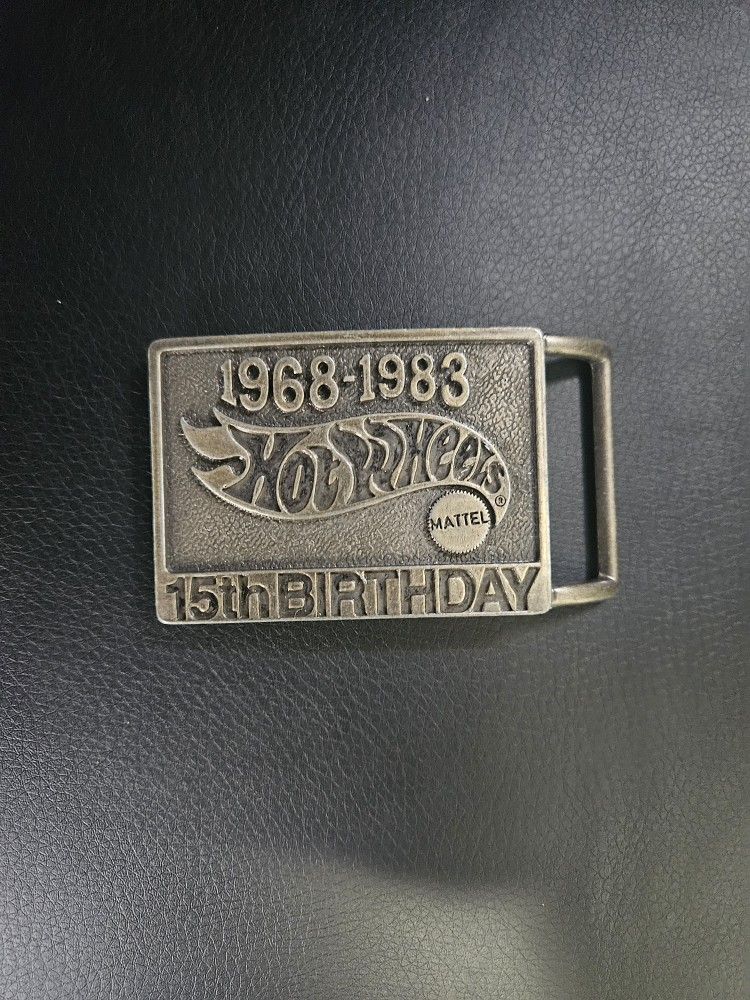 1968-1983
HOT WHEELS ®
MATTEL
15th BIRTHDAY